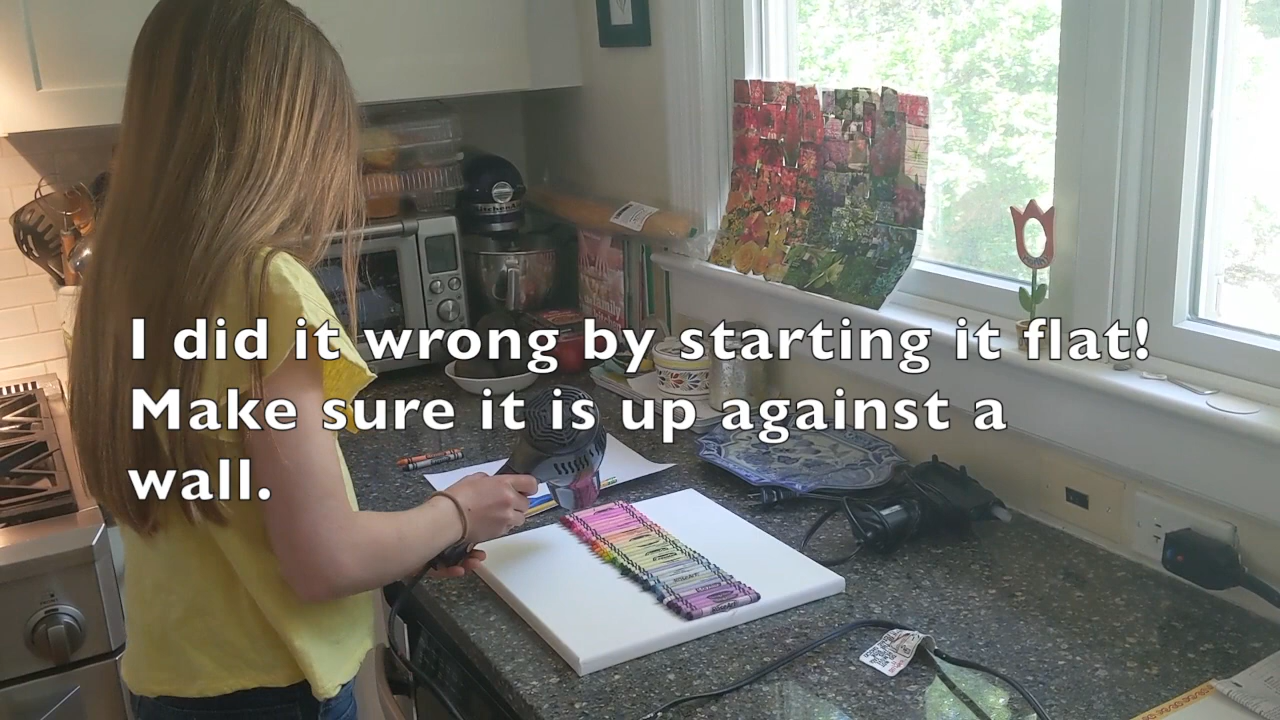 I did it wrong by starting it flat!
Make sure it is up against a
wall.